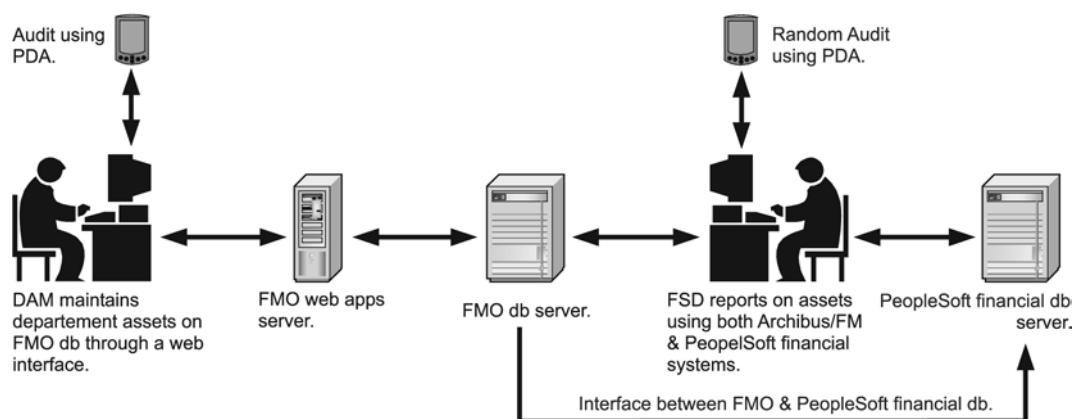 Audit using
PDA.
Random Audit
using PDA.
DAM maintains
departement assets on
FMO db through a web
interface.
FMO web apps
server.
FMO db server.
FSD reports on assets
using both Archibus/FM
& PeopelSoft financial
systems.
PeopleSoft financial db
server.
Interface between FMO & PeopleSoft financial db.